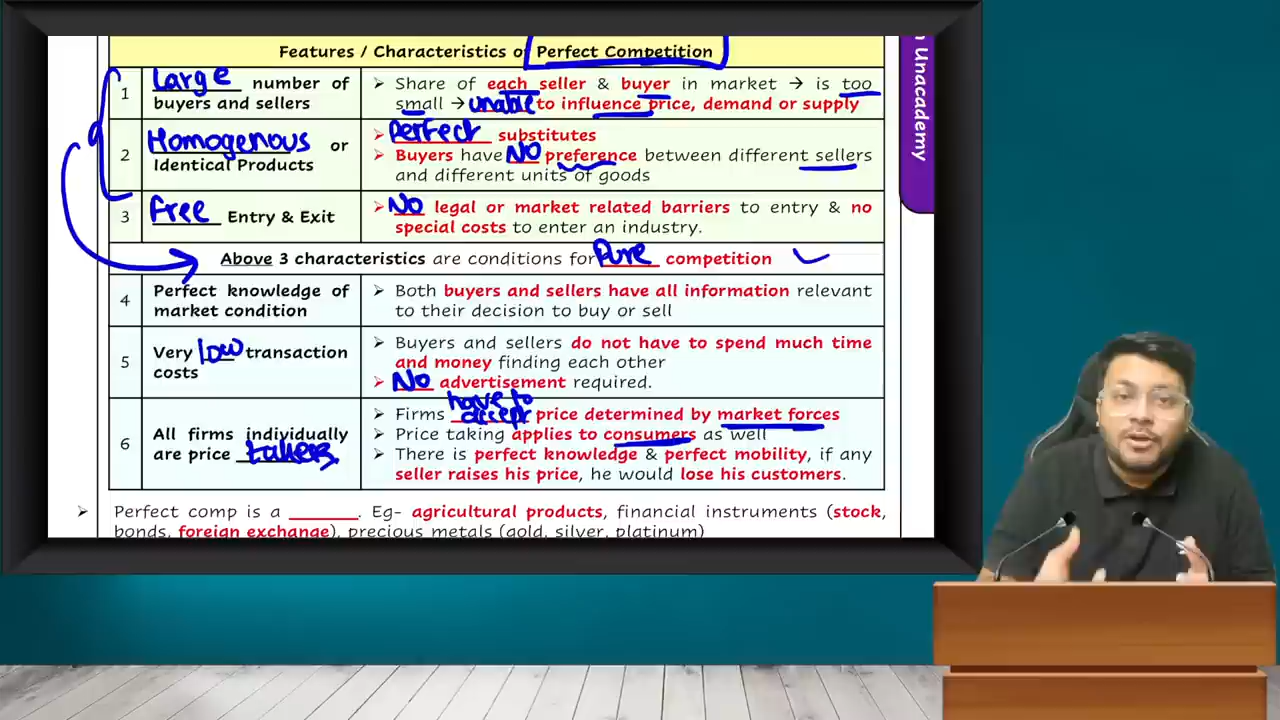 Features / Characteristics of Perfect Competition
1
Large number of
buyers and sellers
➤ Share of each seller & buyer in market → is too
small → unable to influence price, demand or supply
2
Homogenous or
Identical Products
➤ Perfect substitutes
➤ Buyers have NO preference between different sellers
and different units of goods
3
Free Entry & Exit
➤ No legal or market related barriers to entry & no
special costs to enter an industry.
Above 3 characteristics are conditions for Pure competition
4
Perfect knowledge of
market condition
➤ Both buyers and sellers have all information relevant
to their decision to buy or sell
5
Very low transaction
costs
➤ Buyers and sellers do not have to spend much time
and money finding each other
➤ No advertisement required.
6
All firms individually
are price takers
➤ Firms have to accept price determined by market forces
➤ Price taking applies to consumers as well
➤ There is perfect knowledge & perfect mobility, if any
seller raises his price, he would lose his customers.
➤ Perfect comp is a _______. Eg- agricultural products, financial instruments (stock,
bonds, foreign exchange), precious metals (gold, silver, platinum)
Unacademy